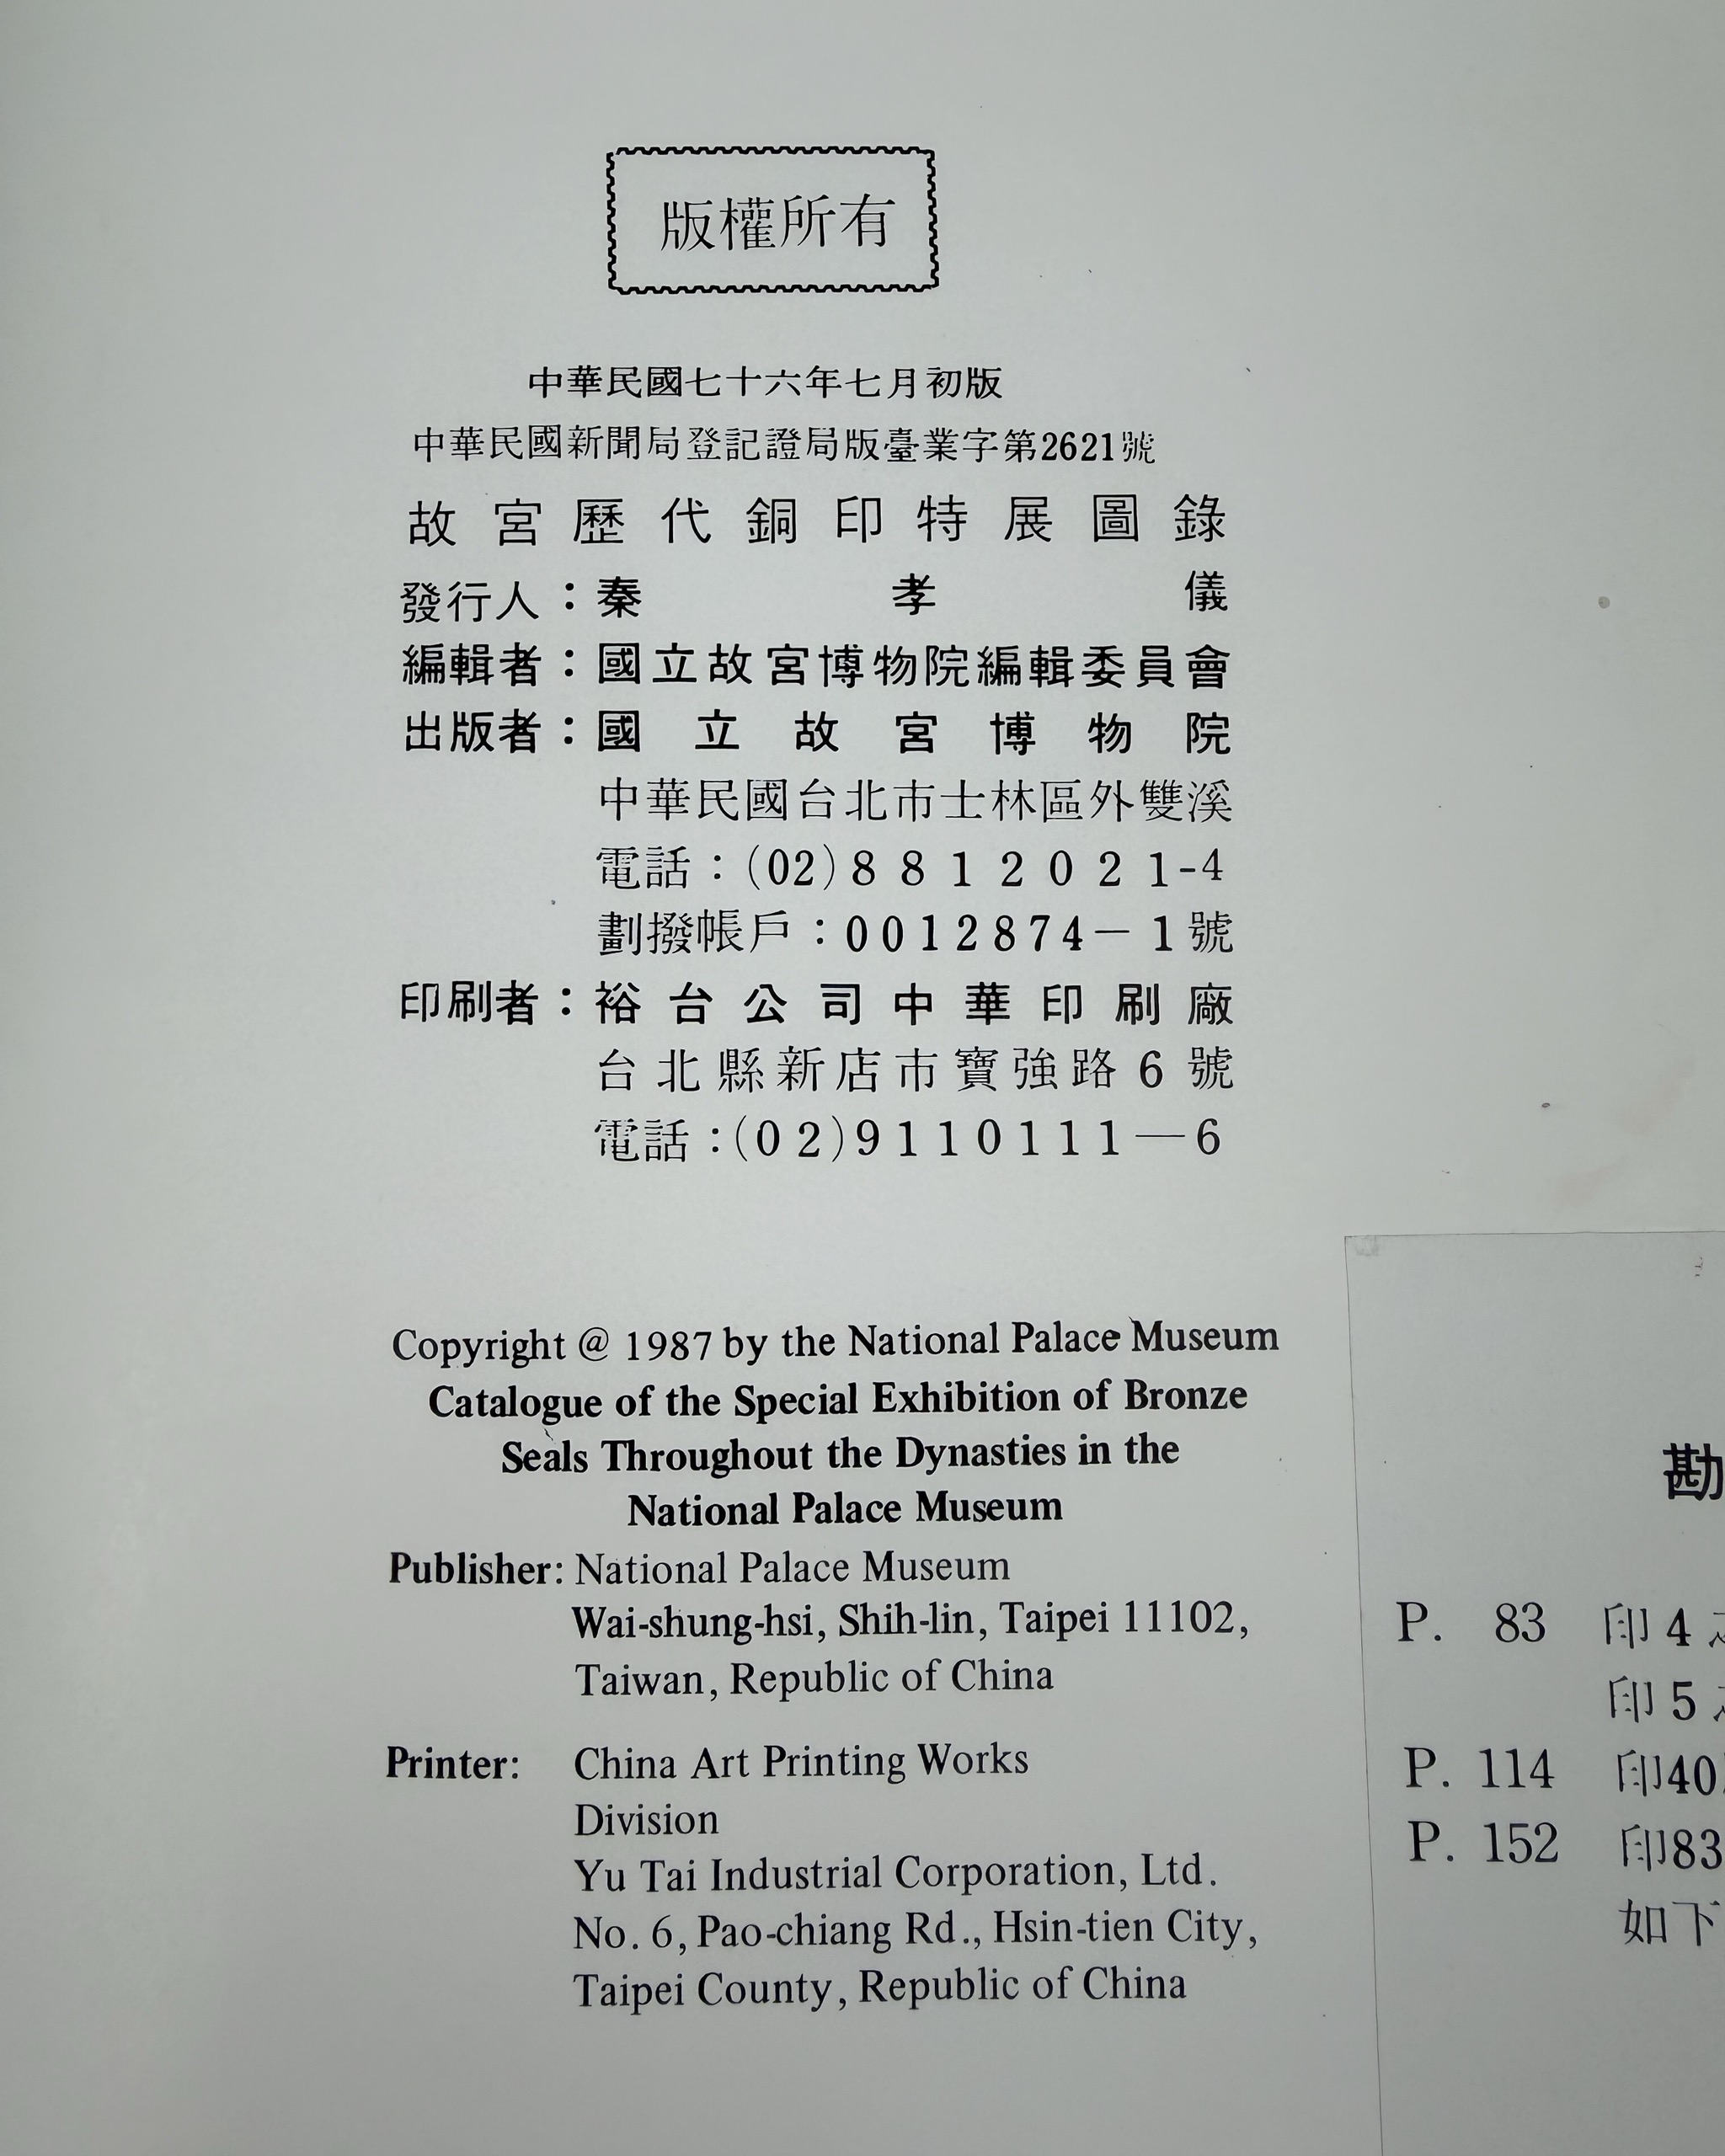 版權所有
中華民國七十六年七月初版
中華民國新聞局登記證局版臺業字第2621號
故宮歷代銅印特展圖錄
發行人：秦孝儀
編輯者：國立故宮博物院編輯委員會
出版者：國立故宮博物院
中華民國台北市士林區外雙溪
電話：(02)8812021-4
劃撥帳戶：0012874－1號
印刷者：裕台公司中華印刷廠
台北縣新店市寶強路6號
電話：(02)9110111—6
Copyright @ 1987 by the National Palace Museum
Catalogue of the Special Exhibition of Bronze
Seals Throughout the Dynasties in the
National Palace Museum
Publisher: National Palace Museum
Wai-shung-hsi, Shih-lin, Taipei 11102,
Taiwan, Republic of China
Printer: China Art Printing Works
Division
Yu Tai Industrial Corporation, Ltd.
No. 6, Pao-chiang Rd., Hsin-tien City,
Taipei County, Republic of China
勘
P. 83 印4
印5
P. 114 印40
P. 152 印83
如下